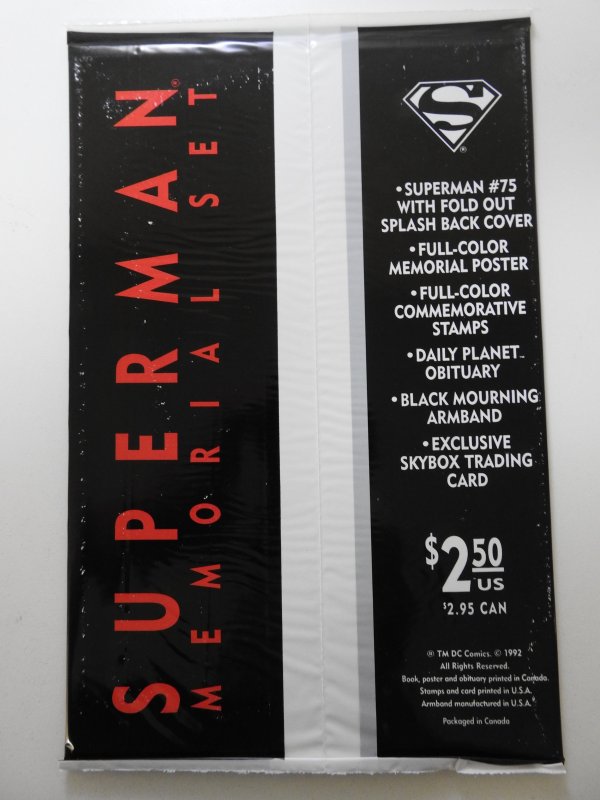 SUPERMAN®
MEMORIAL SET
S
®
• SUPERMAN #75
WITH FOLD OUT
SPLASH BACK COVER
• FULL-COLOR
MEMORIAL POSTER
• FULL-COLOR
COMMEMORATIVE
STAMPS
• DAILY PLANET™
OBITUARY
• BLACK MOURNING
ARMBAND
• EXCLUSIVE
SKYBOX TRADING
CARD
$2.50
US
$2.95 CAN
® TM DC Comics. © 1992
All Rights Reserved.
Book, poster and obituary printed in Canada.
Stamps and card printed in U.S.A.
Armband manufactured in U.S.A.
Packaged in Canada